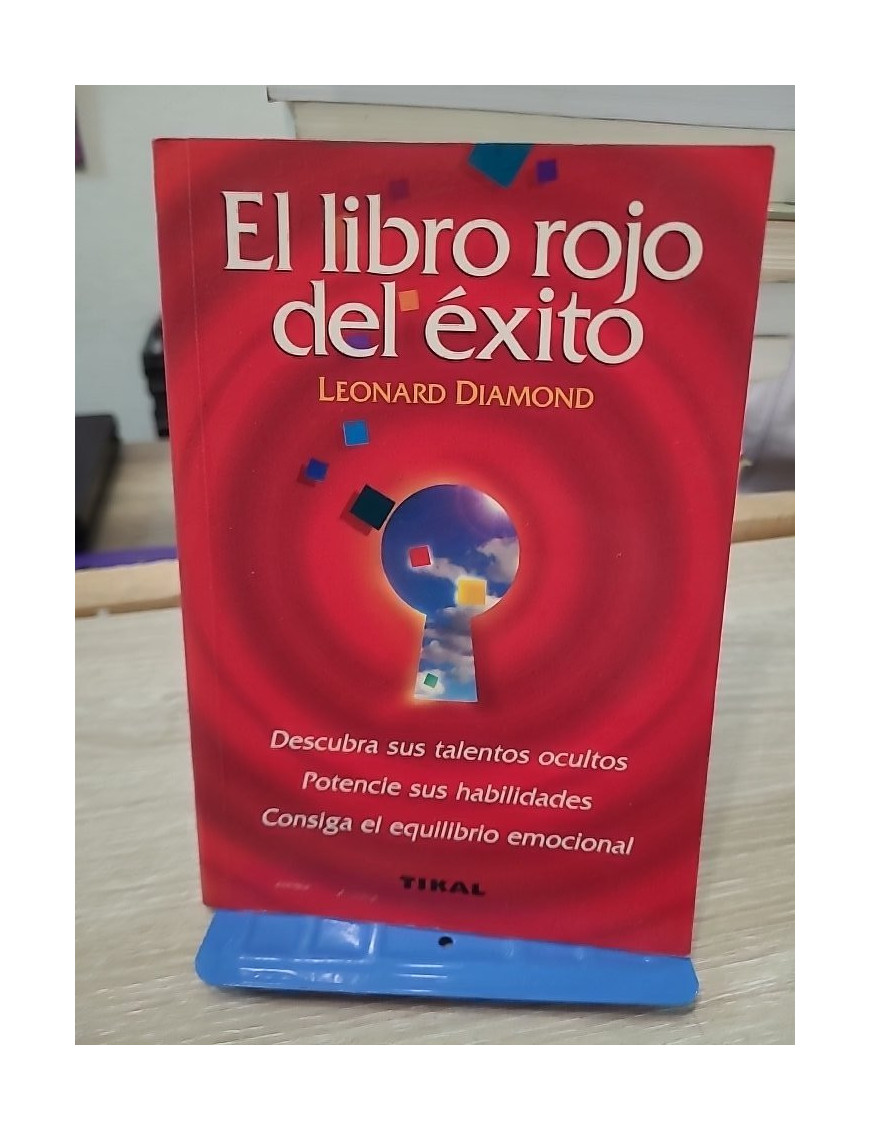 El libro rojo
del éxito
LEONARD DIAMOND
Descubra sus talentos ocultos
Potencie sus habilidades
Consiga el equilibrio emocional
TIKAL